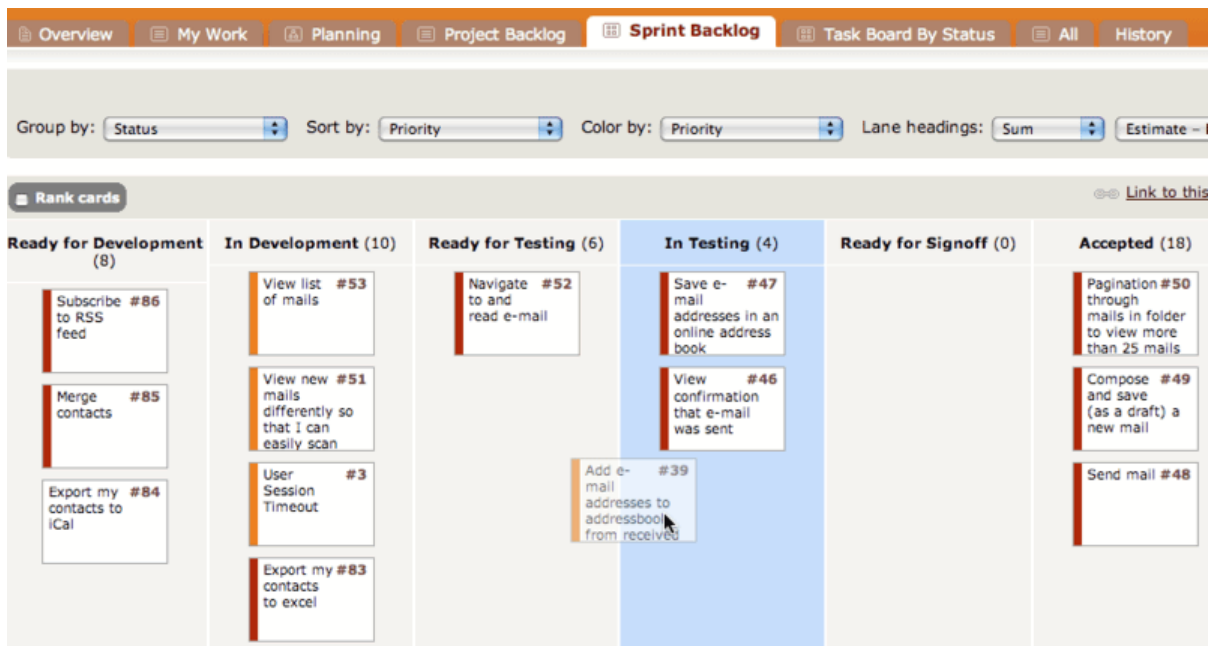 Overview My Work Planning Project Backlog Sprint Backlog Task Board By Status All History
Group by: Status Sort by: Priority Color by: Priority Lane headings: Sum Estimate –
Rank cards
Link to this
Ready for Development
(8)
In Development (10)
Ready for Testing (6)
In Testing (4)
Ready for Signoff (0)
Accepted (18)
Subscribe #86
to RSS
feed
Merge #85
contacts
Export my #84
contacts to
iCal
View list #53
of mails
View new #51
mails
differently so
that I can
easily scan
User #3
Session
Timeout
Export my #83
contacts
to excel
Navigate #52
to and
read e-mail
Add e- #39
mail
addresses to
addressbook
from received
Save e- #47
mail
addresses in an
online address
book
View #46
confirmation
that e-mail
was sent
Pagination #50
through
mails in folder
to view more
than 25 mails
Compose #49
and save
(as a draft) a
new mail
Send mail #48